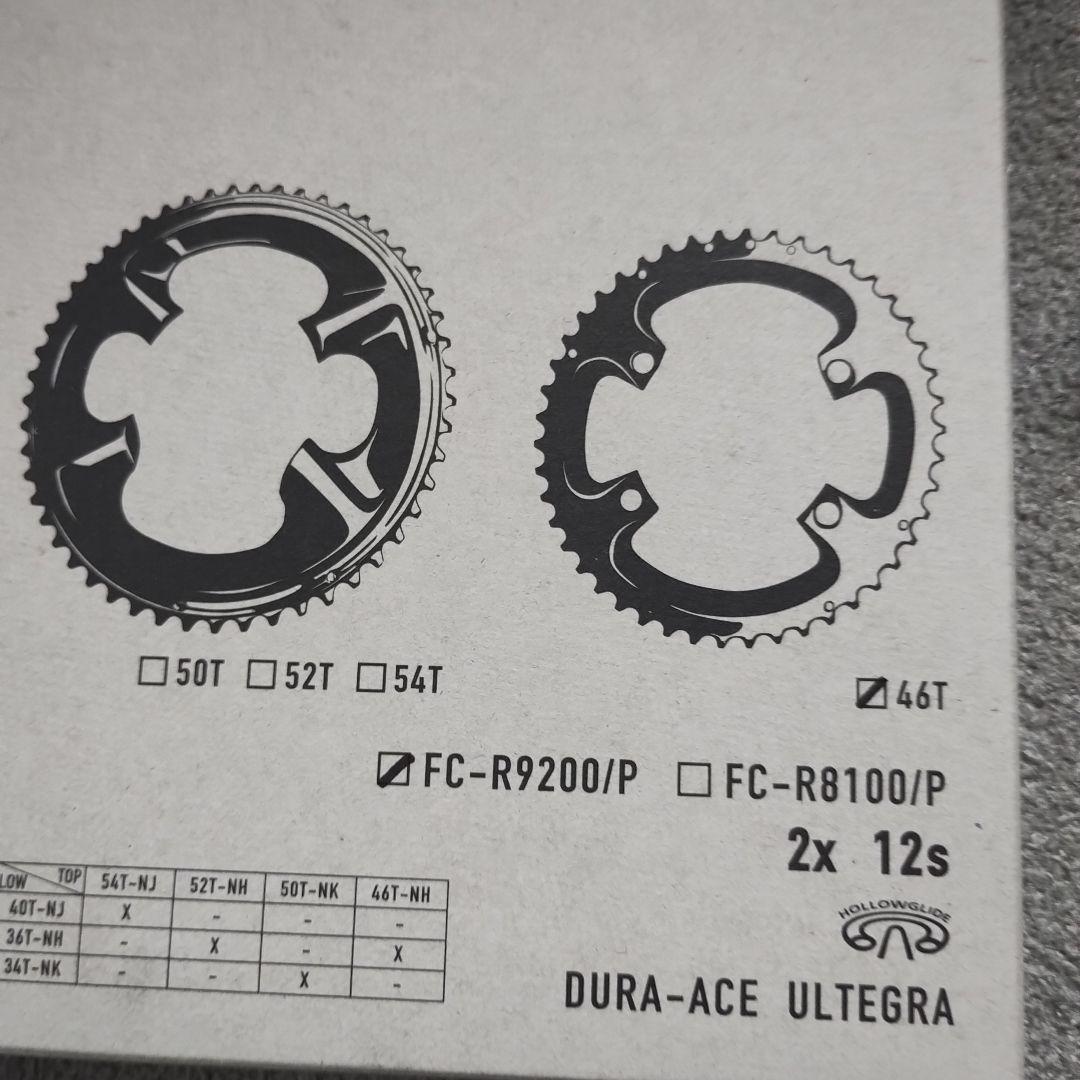 ☐50T ☐52T ☐54T
☑46T
☑FC-R9200/P ☐FC-R8100/P
2x 12s
LOW TOP 54T-NJ 52T-NH 50T-NK 46T-NH
40T-NJ X - - -
36T-NH - X - X
34T-NK - - X -
HOLLOWGLIDE
DURA-ACE ULTEGRA